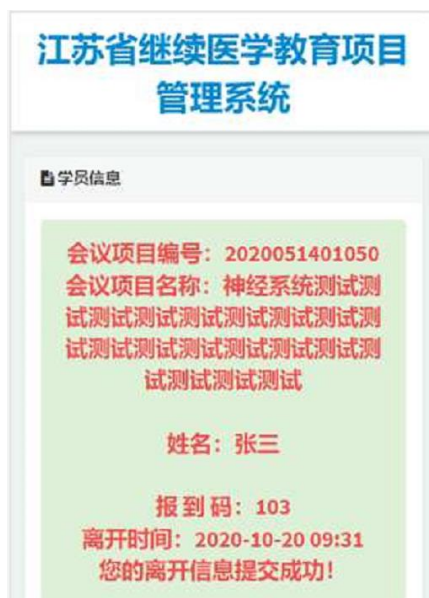 江苏省继续医学教育项目
管理系统
学员信息
会议项目编号：2020051401050
会议项目名称：神经系统测试测
试测试测试测试测试测试测试测
试测试测试测试测试测试测试测
试测试测试测试
姓名：张三
报到码：103
离开时间：2020-10-20 09:31
您的离开信息提交成功！